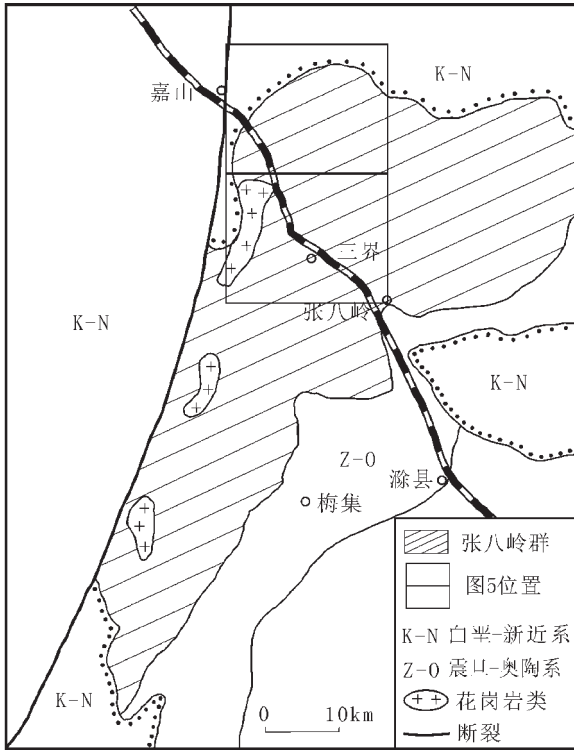 K-N
嘉山
三界
张八岭
K-N
K-N
Z-O
滁县
梅集
张八岭群
图5位置
K-N 白垩-新近系
Z-O 震旦-奥陶系
花岗岩类
断裂
K-N
0 10km